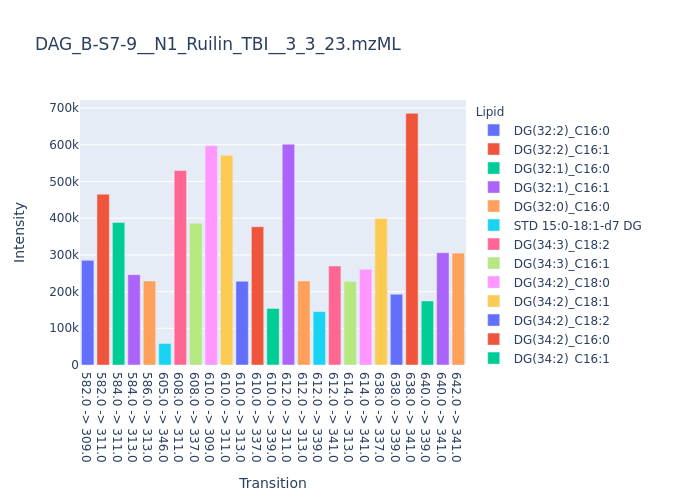 DAG_B-S7-9__N1_Ruilin_TBI__3_3_23.mzML
Intensity
700k
600k
500k
400k
300k
200k
100k
0
582.0 -> 309.0
582.0 -> 311.0
584.0 -> 311.0
584.0 -> 313.0
586.0 -> 313.0
605.0 -> 346.0
608.0 -> 311.0
608.0 -> 337.0
610.0 -> 309.0
610.0 -> 311.0
610.0 -> 313.0
610.0 -> 337.0
610.0 -> 339.0
612.0 -> 311.0
612.0 -> 313.0
612.0 -> 339.0
612.0 -> 341.0
614.0 -> 313.0
614.0 -> 341.0
638.0 -> 337.0
638.0 -> 339.0
638.0 -> 341.0
640.0 -> 339.0
640.0 -> 341.0
642.0 -> 341.0
Transition
Lipid
DG(32:2)_C16:0
DG(32:2)_C16:1
DG(32:1)_C16:0
DG(32:1)_C16:1
DG(32:0)_C16:0
STD 15:0-18:1-d7 DG
DG(34:3)_C18:2
DG(34:3)_C16:1
DG(34:2)_C18:0
DG(34:2)_C18:1
DG(34:2)_C18:2
DG(34:2)_C16:0
DG(34:2)_C16:1